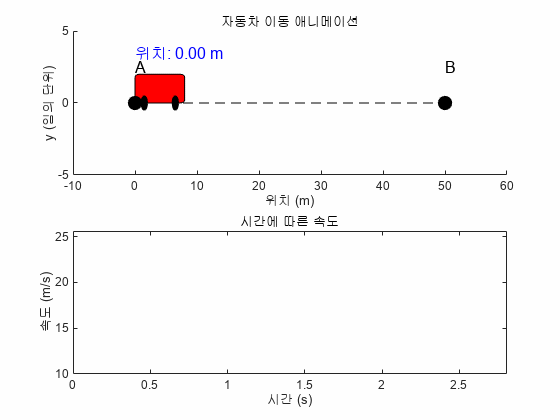 자동차 이동 애니메이션
5
위치: 0.00 m
A
B
0
-5
y (임의 단위)
-10 0 10 20 30 40 50 60
위치 (m)
시간에 따른 속도
25
20
15
10
속도 (m/s)
0 0.5 1 1.5 2 2.5
시간 (s)